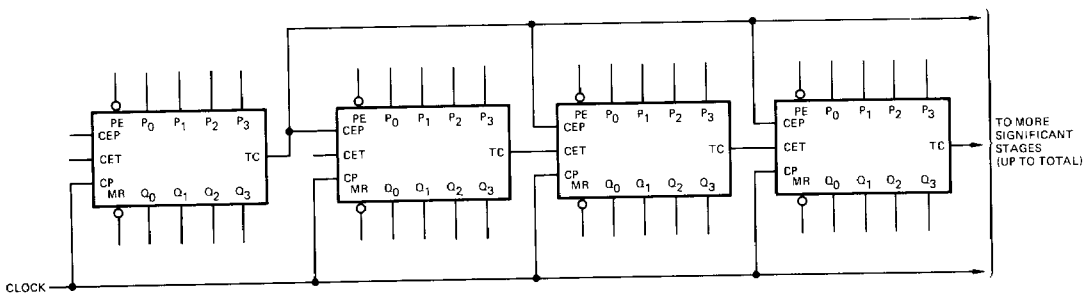 PE P0 P1 P2 P3
CEP
CET TC
CP
MR Q0 Q1 Q2 Q3
PE P0 P1 P2 P3
CEP
CET TC
CP
MR Q0 Q1 Q2 Q3
PE P0 P1 P2 P3
CEP
CET TC
CP
MR Q0 Q1 Q2 Q3
PE P0 P1 P2 P3
CEP
CET TC
CP
MR Q0 Q1 Q2 Q3
TO MORE
SIGNIFICANT
STAGES
(UP TO TOTAL)
CLOCK